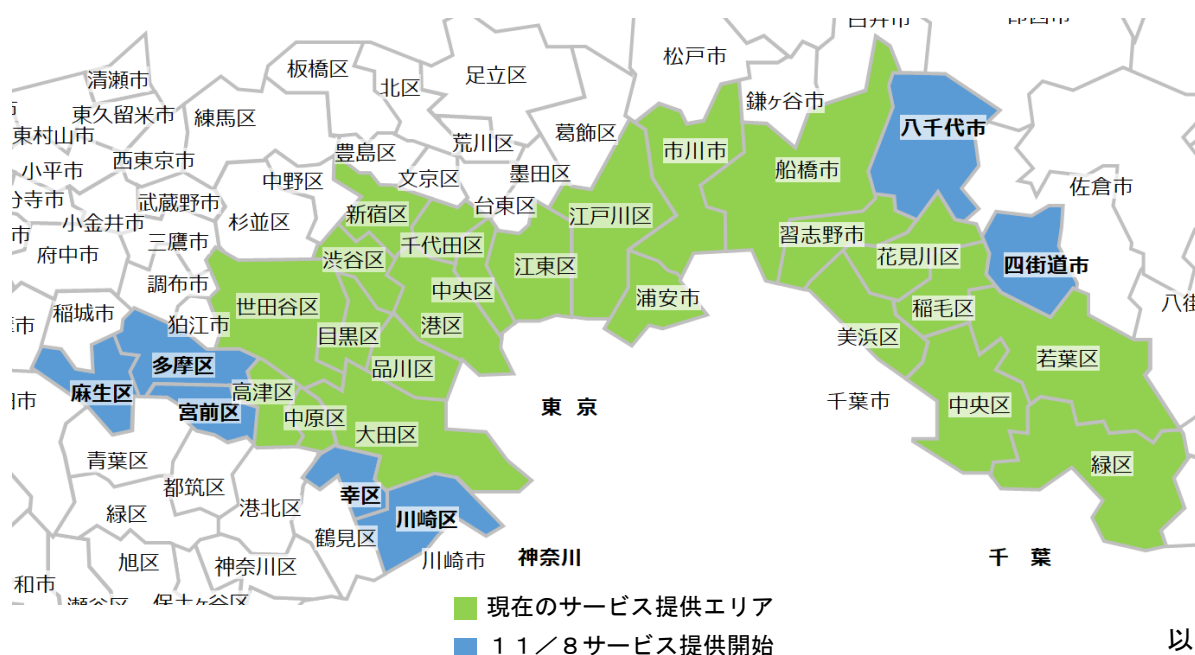 松戸市
板橋区
足立区
清瀬市
北区
鎌ヶ谷市
東久留米市
練馬区
八千代市
東村山市
荒川区
葛飾区
豊島区
市川市
西東京市
船橋市
小平市
中野区
文京区
墨田区
佐倉市
分寺市
武蔵野市
台東区
小金井市
杉並区
新宿区
江戸川区
習志野市
三鷹市
千代田区
府中市
渋谷区
花見川区
江東区
四街道市
調布市
中央区
浦安市
八街
世田谷区
稲城市
稲毛区
狛江市
目黒区
港区
美浜区
若葉区
多摩区
品川区
麻生区
高津区
宮前区
東 京
千葉市
中央区
中原区
大田区
青葉区
緑区
都筑区
幸区
港北区
緑区
川崎区
鶴見区
旭区
神奈川区
川崎市
神奈川
千 葉
和市
瀬谷区
保土ヶ谷区
現在のサービス提供エリア
11/8サービス提供開始
以